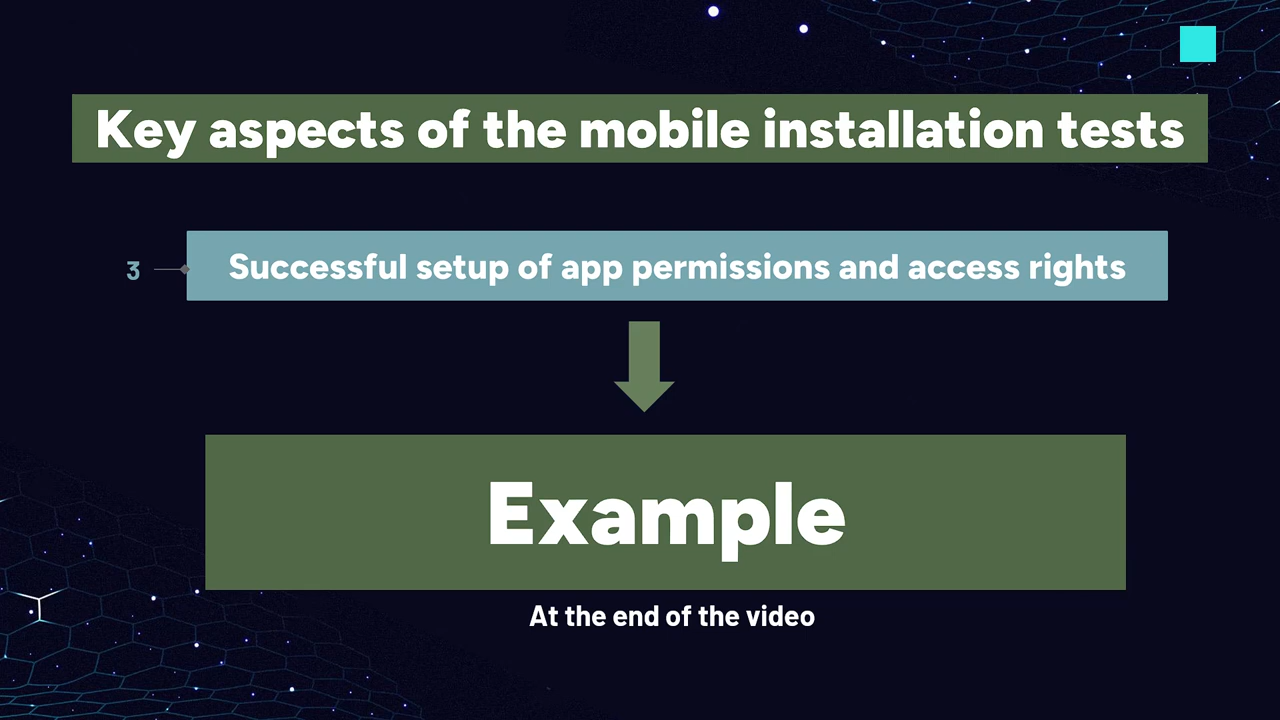 Key aspects of the mobile installation tests
3
Successful setup of app permissions and access rights
Example
At the end of the video